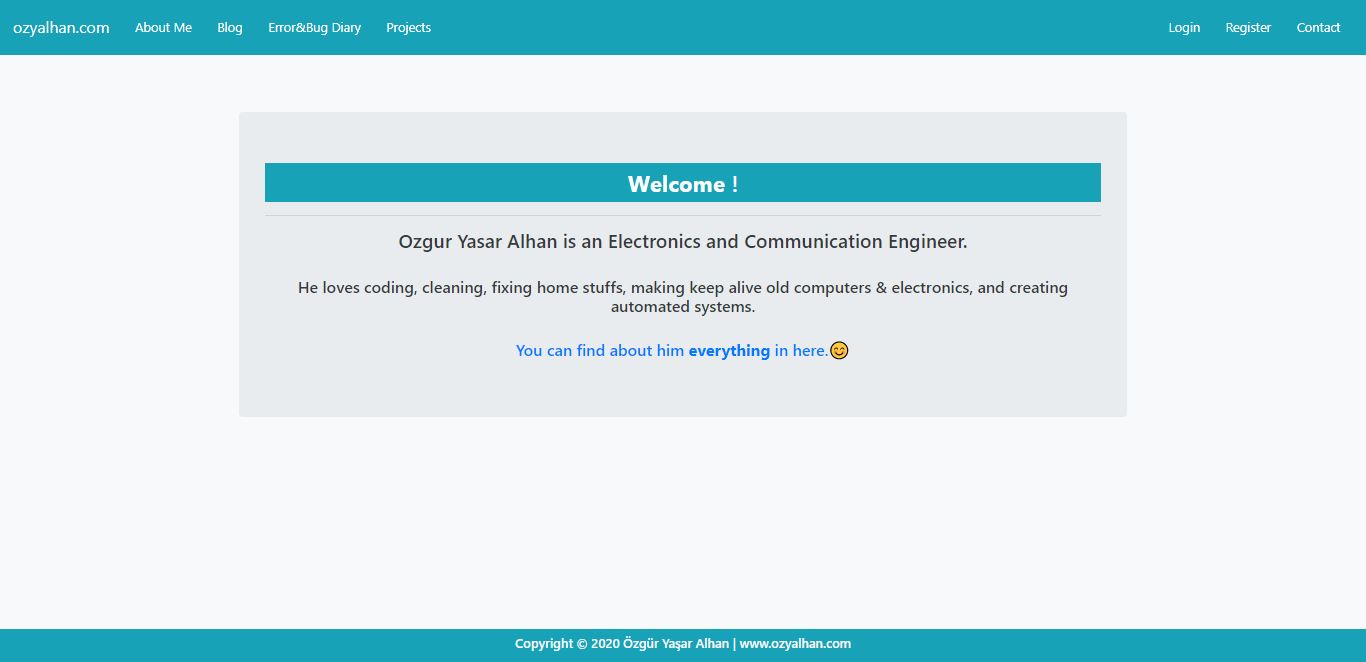 ozyalhan.com About Me Blog Error&Bug Diary Projects Login Register Contact
Welcome !
Ozgur Yasar Alhan is an Electronics and Communication Engineer.
He loves coding, cleaning, fixing home stuffs, making keep alive old computers & electronics, and creating
automated systems.
You can find about him everything in here.😊
Copyright © 2020 Özgür Yaşar Alhan | www.ozyalhan.com